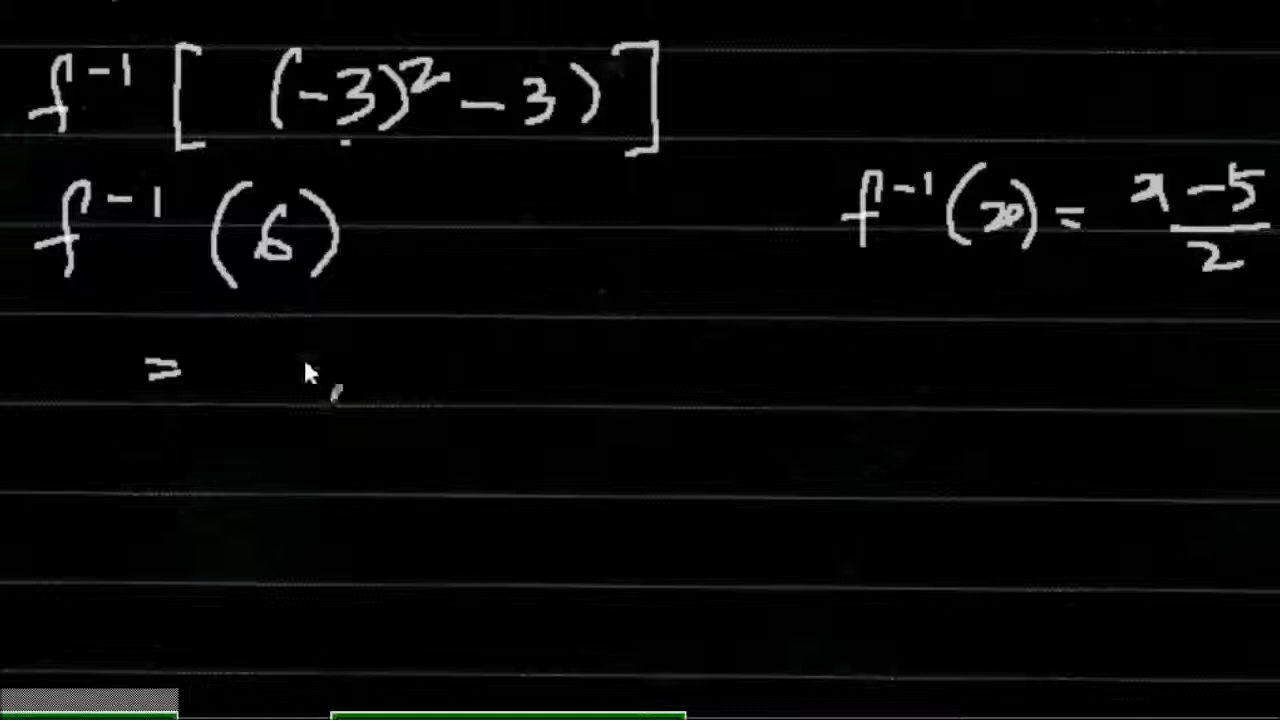 f⁻¹ [ (-3)² - 3) ]
f⁻¹ (6)
f⁻¹(x) = x - 5 / 2
=